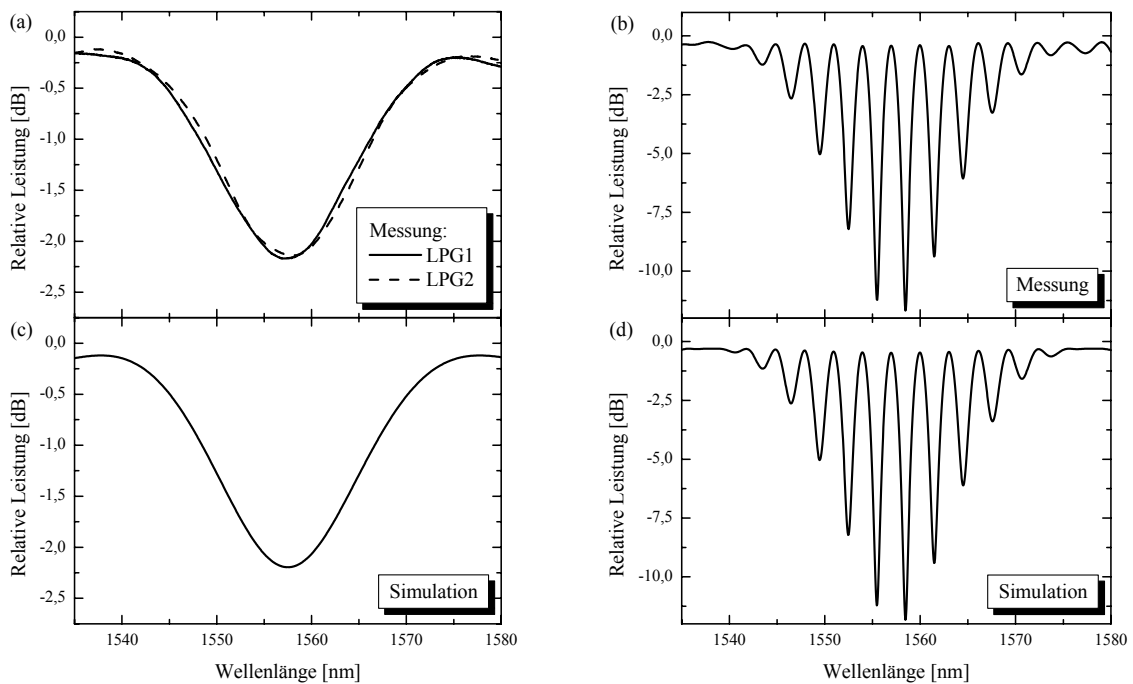 (a)
0,0
-0,5
-1,0
-1,5
-2,0
-2,5
Relative Leistung [dB]
Messung:
LPG1
LPG2
(b)
0,0
-2,5
-5,0
-7,5
-10,0
Relative Leistung [dB]
Messung
(c)
0,0
-0,5
-1,0
-1,5
-2,0
-2,5
Relative Leistung [dB]
Simulation
1540
1550
1560
1570
1580
Wellenlänge [nm]
(d)
0,0
-2,5
-5,0
-7,5
-10,0
Relative Leistung [dB]
Simulation
1540
1550
1560
1570
1580
Wellenlänge [nm]